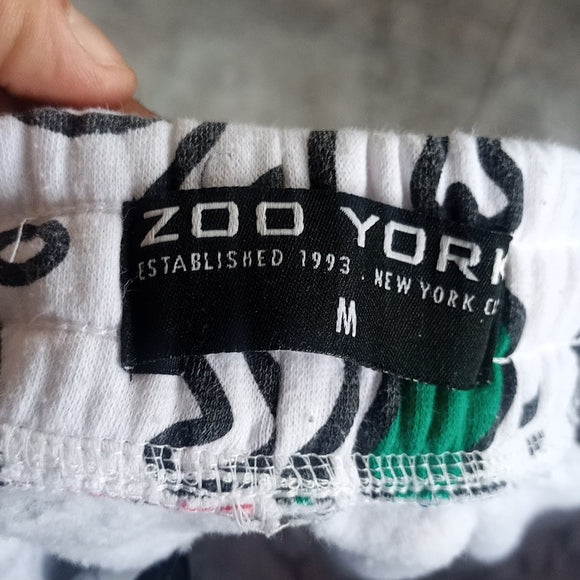 ZOO YORK
ESTABLISHED 1993 . NEW YORK
M